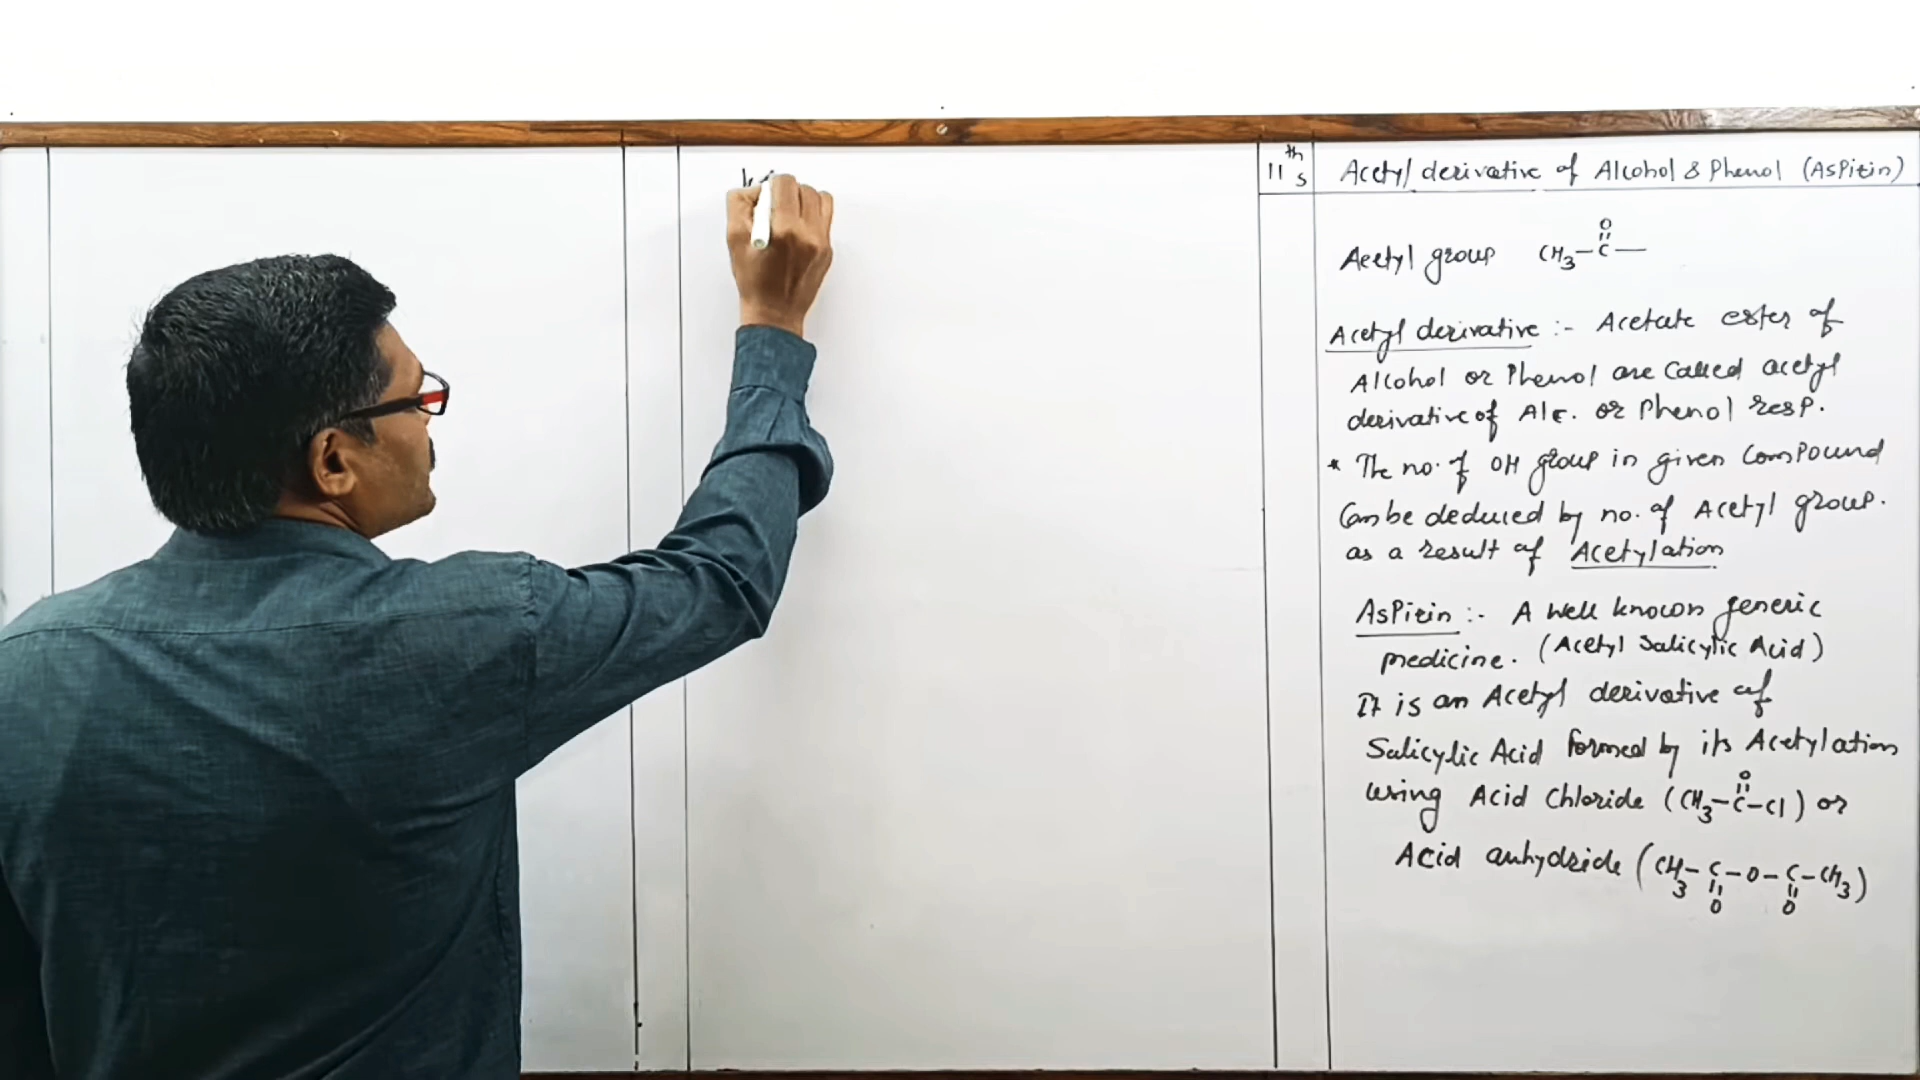 11th S
Acetyl derivative of Alcohol & Phenol (Aspirin)
Acetyl group CH3-C-
O
Acetyl derivative :- Acetate ester of
Alcohol or Phenol are called acetyl
derivative of Alc. or Phenol resp.
* The no. of OH group in given compound
Can be deduced by no. of Acetyl group.
as a result of Acetylation
Aspirin :- A well known generic
medicine. (Acetyl Salicylic Acid)
It is an Acetyl derivative of
Salicylic Acid formed by its Acetylation
using Acid chloride (CH3-C-Cl) or
O
Acid anhydride (CH3-C-O-C-CH3)
O O